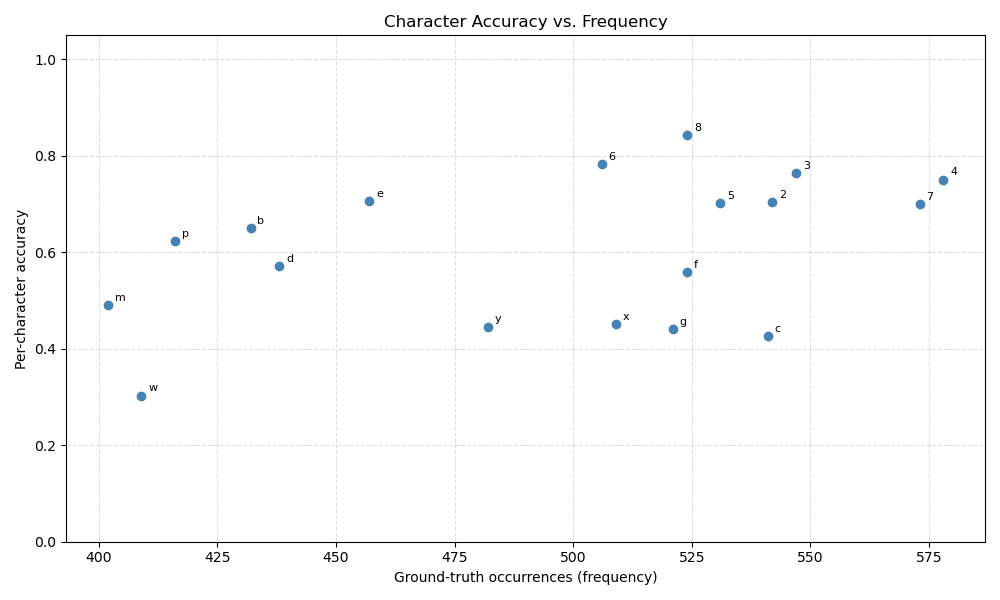 Character Accuracy vs. Frequency
1.0
0.8
0.6
0.4
0.2
0.0
Per-character accuracy
8
6
3
4
e
5
2
7
b
p
d
f
m
y
x
g
c
w
400 425 450 475 500 525 550 575
Ground-truth occurrences (frequency)